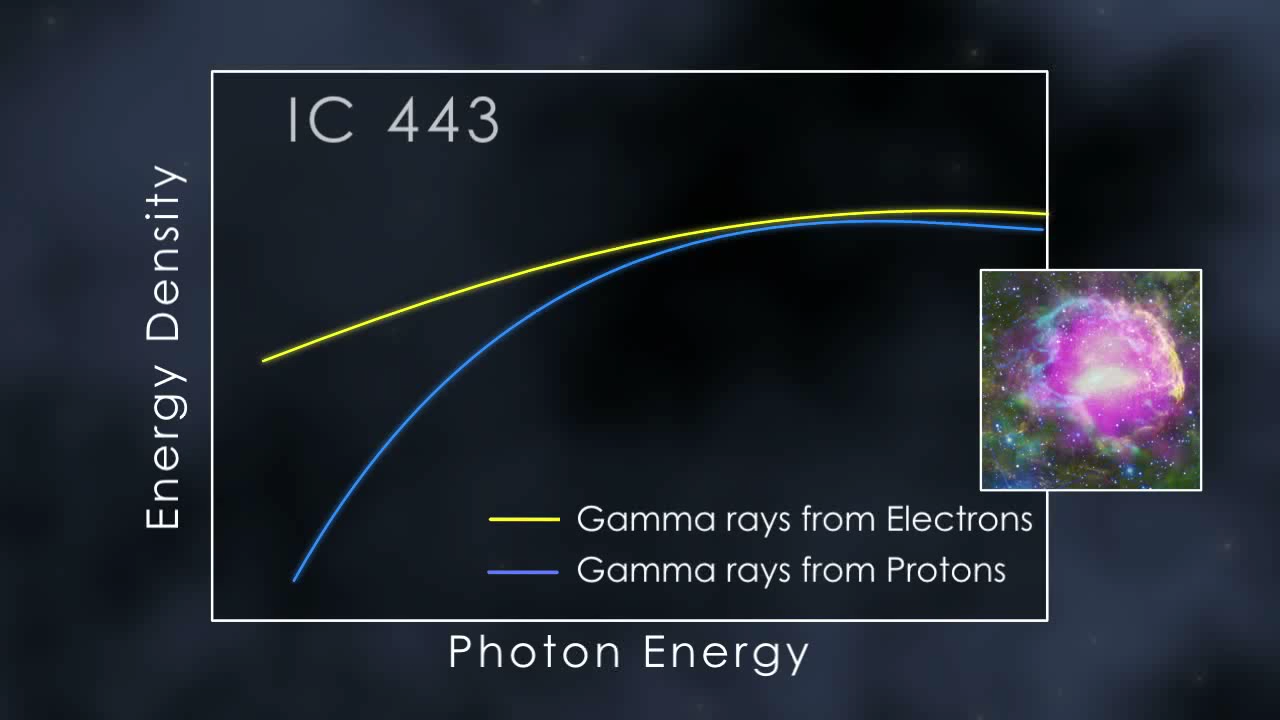 IC 443
Energy Density
Gamma rays from Electrons
Gamma rays from Protons
Photon Energy